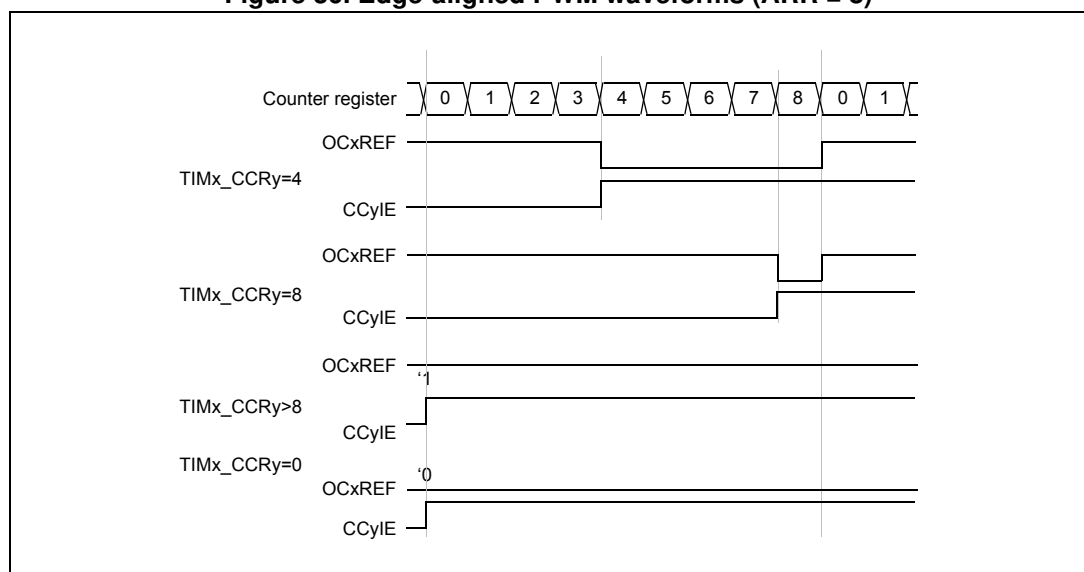 Figure 86. Edge-aligned PWM waveforms (ARR = 8)
Counter register 0 1 2 3 4 5 6 7 8 0 1
OCxREF
TIMx_CCRy=4
CCyIE
OCxREF
TIMx_CCRy=8
CCyIE
OCxREF
‘1
TIMx_CCRy>8
CCyIE
TIMx_CCRy=0
‘0
OCxREF
CCyIE